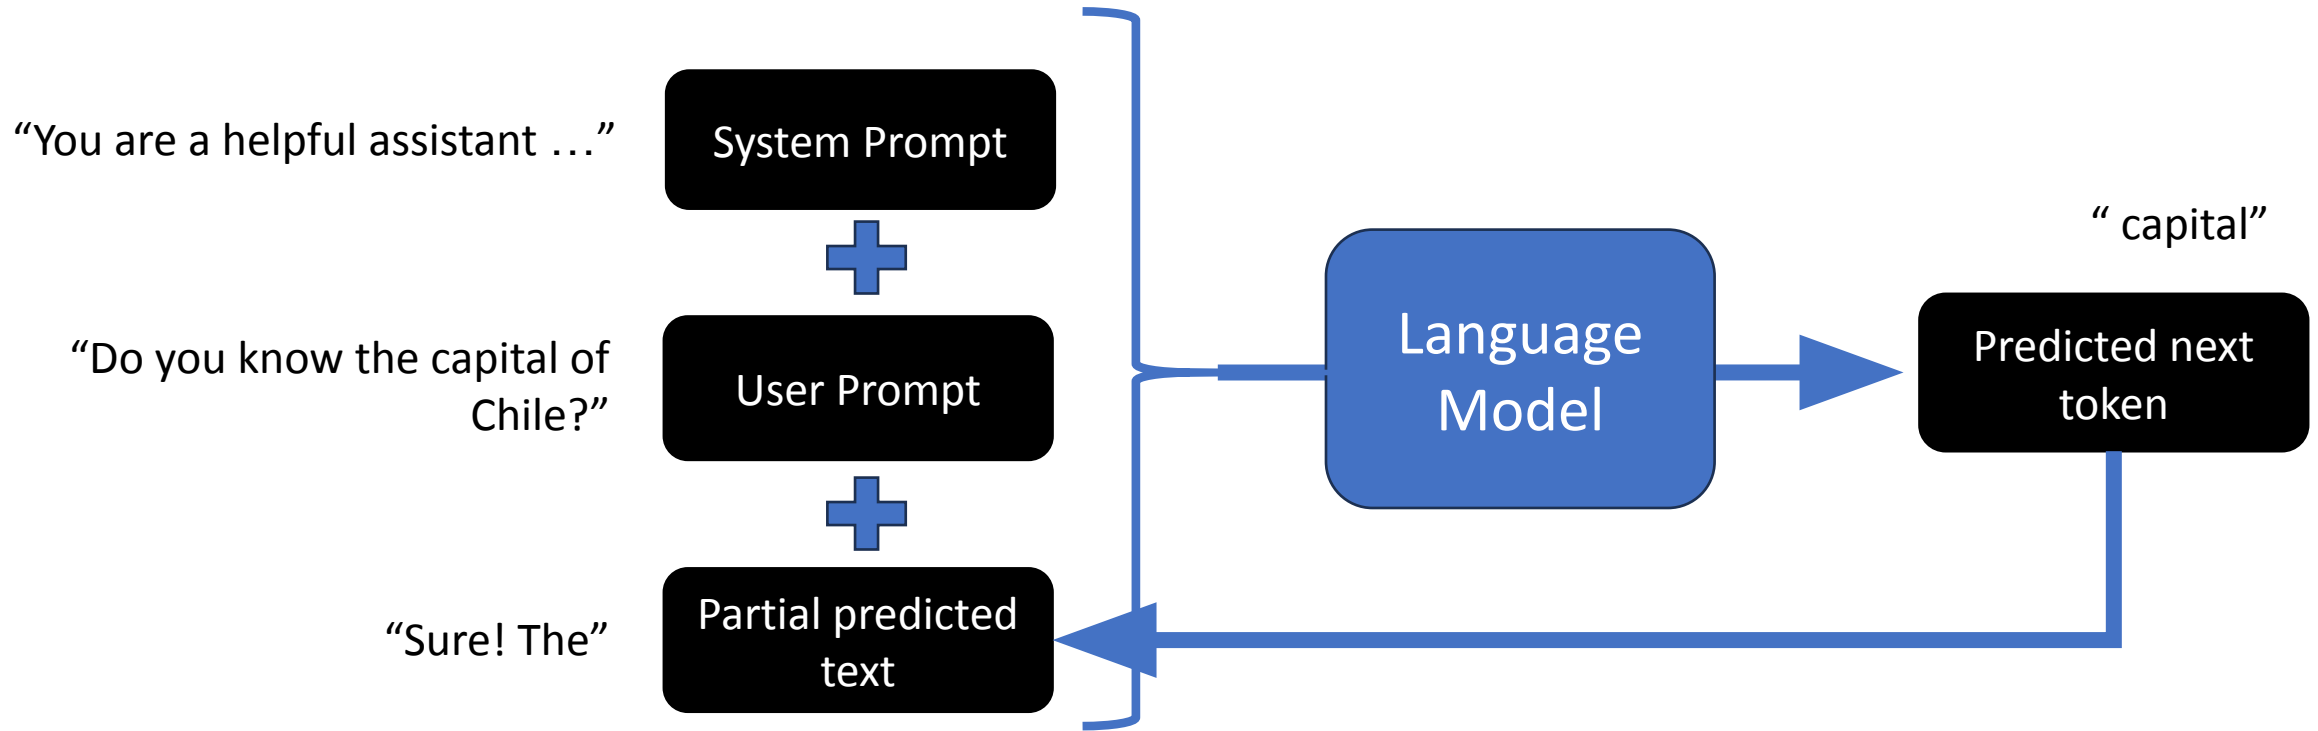 “You are a helpful assistant …”
System Prompt
“Do you know the capital of
Chile?”
User Prompt
“Sure! The”
Partial predicted
text
Language
Model
“ capital”
Predicted next
token